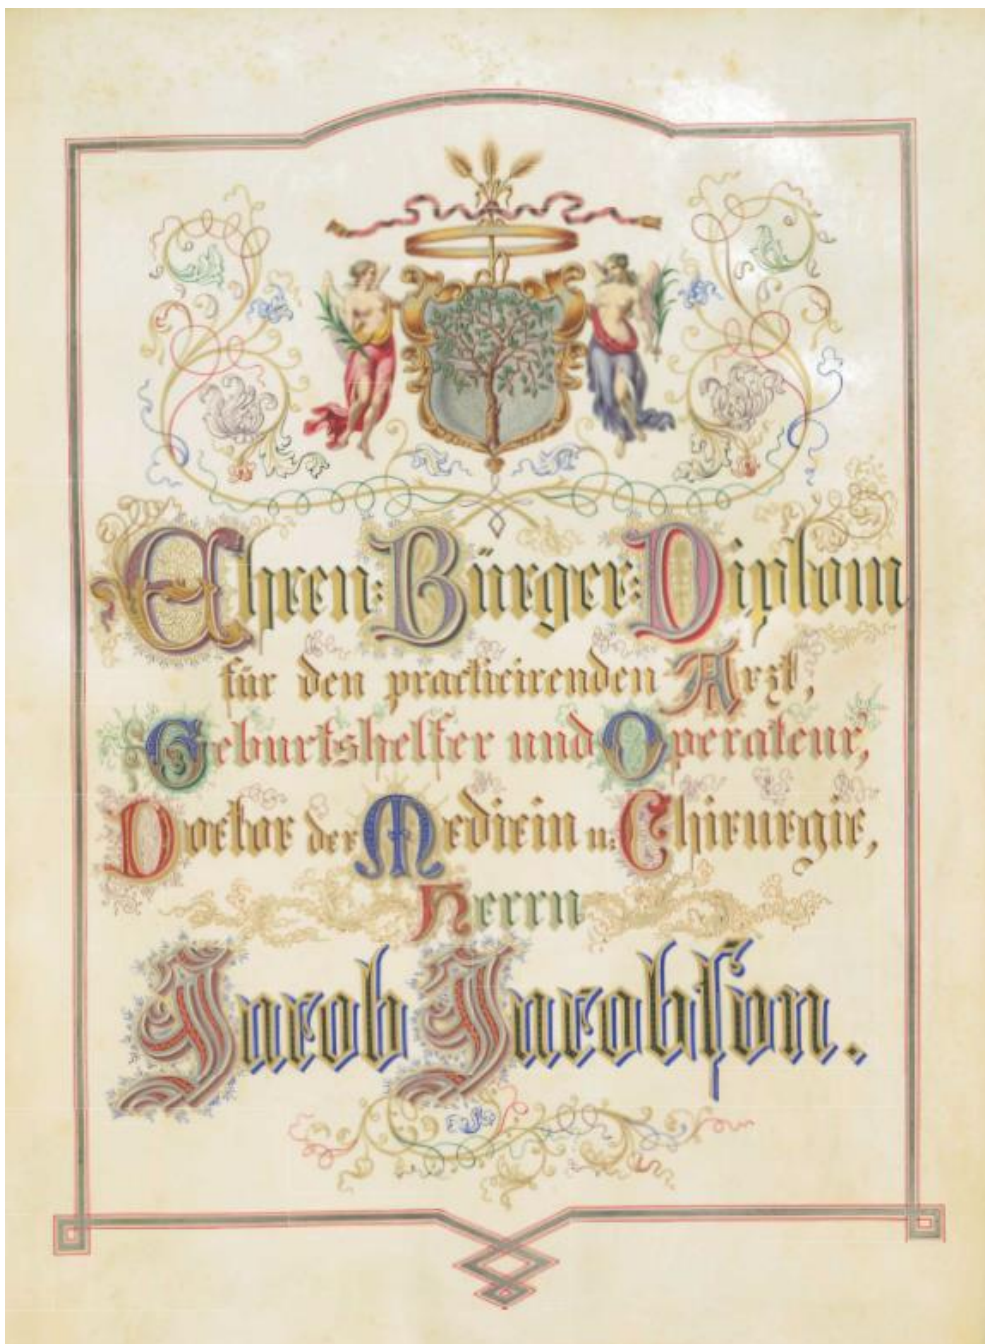 Ehren-Bürger-Diplom
für den practicirenden Arzt,
Geburtshelfer und Operateur,
Doctor der Medicin u: Chirurgie,
Herrn
Jacob Jacobſon.